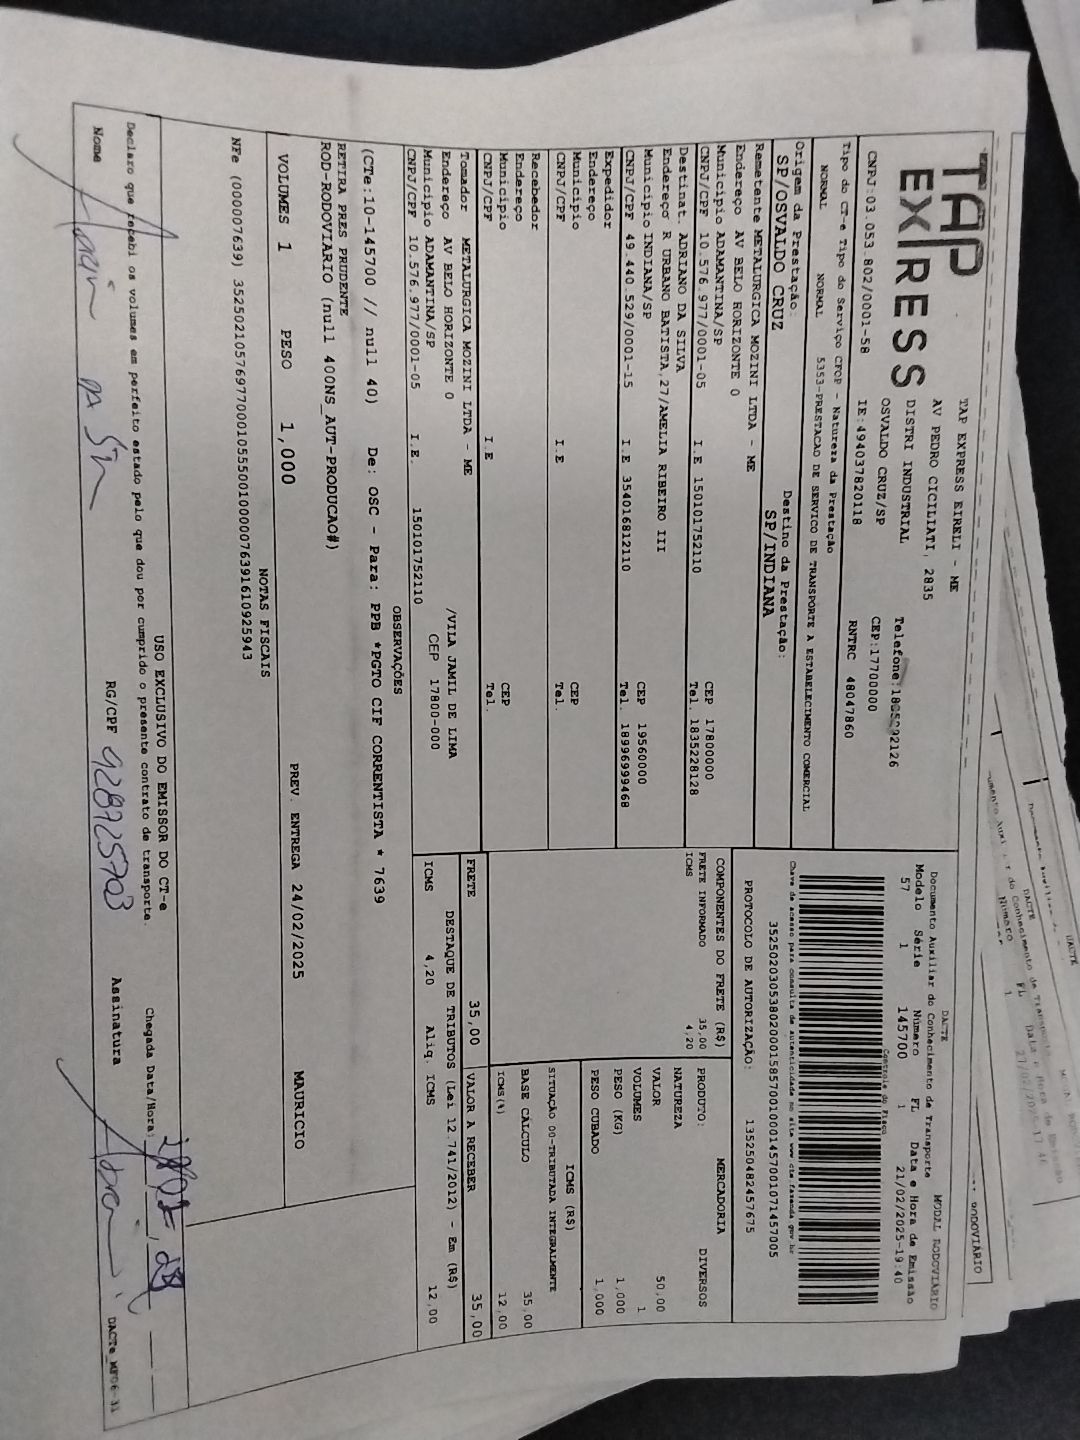 TAP
EXPRESS
TAP EXPRESS EIRELI - ME
AV PEDRO CICILIATI, 2835
DISTRI INDUSTRIAL
OSVALDO CRUZ/SP
CEP:17700000
CNPJ:03.053.802/0001-58
IE:494037820118
RNTRC 48047860
Tipo do CT-e Tipo do Serviço CFOP - Natureza da Prestação
NORMAL NORMAL 5353-PRESTACAO DE SERVICO DE TRANSPORTE A ESTABELECIMENTO COMERCIAL
Origem da Prestação: Destino da Prestação:
SP/OSVALDO CRUZ SP/INDIANA
Remetente METALURGICA MOZINI LTDA - ME
Endereço AV BELO HORIZONTE 0
Município ADAMANTINA/SP CEP 17800000
CNPJ/CPF 10.576.977/0001-05 I.E 150101752110 Tel. 1835228128
Destinat. ADRIANO DA SILVA
Endereço R URBANO BATISTA,27/AMELIA RIBEIRO III
Município INDIANA/SP CEP 19560000
CNPJ/CPF 49.440.529/0001-15 I.E 354016812110 Tel. 18996999468
Expedidor
Endereço
Município CEP
CNPJ/CPF I.E Tel.
Recebedor
Endereço
Município CEP
CNPJ/CPF I.E Tel.
Tomador METALURGICA MOZINI LTDA - ME
Endereço AV BELO HORIZONTE 0 /VILA JAMIL DE LIMA
Município ADAMANTINA/SP CEP 17800-000
CNPJ/CPF 10.576.977/0001-05 I.E. 150101752110
DACTE MODAL RODOVIÁRIO
Documento Auxiliar do Conhecimento de Transporte
Modelo Série Número FL Data e Hora de Emissão
57 1 145700 1 21/02/2025-19:40
Controle do Fisco
Chave de acesso para consulta de autenticidade no site www.cte.fazenda.gov.br
35250203053802000158570010001457001071457005
PROTOCOLO DE AUTORIZAÇÃO: 135250482457675
COMPONENTES DO FRETE (R$)
FRETE INFORMADO 35,00
ICMS 4,20
MERCADORIA
PRODUTO: DIVERSOS
NATUREZA
VALOR 50,00
VOLUMES 1
PESO (KG) 1,000
PESO CUBADO 1,000
ICMS (R$)
SITUAÇÃO 00-TRIBUTADA INTEGRALMENTE
BASE CÁLCULO 35,00
ICMS(%) 12,00
FRETE 35,00 VALOR A RECEBER 35,00
DESTAQUE DE TRIBUTOS (Lei 12.741/2012) - Em (R$)
ICMS 4,20 Aliq. ICMS 12,00
OBSERVAÇÕES
(CTe:10-145700 // null 40) De: OSC - Para: PPB *PGTO CIF CORRENTISTA * 7639
RETIRA PRES PRUDENTE
ROD-RODOVIARIO (null 400NS_AUT-PRODUCAO#)
VOLUMES 1 PESO 1,000 PREV. ENTREGA 24/02/2025 MAURICIO
NOTAS FISCAIS
NFe (000007639) 35250210576977000105550010000076391610925943
USO EXCLUSIVO DO EMISSOR DO CT-e
Declaro que recebi os volumes em perfeito estado pelo que dou por cumprido o presente contrato de transporte.
Chegada Data/Hora:
Nome RG/CPF 428925703 Assinatura
DACTe_MF06-31